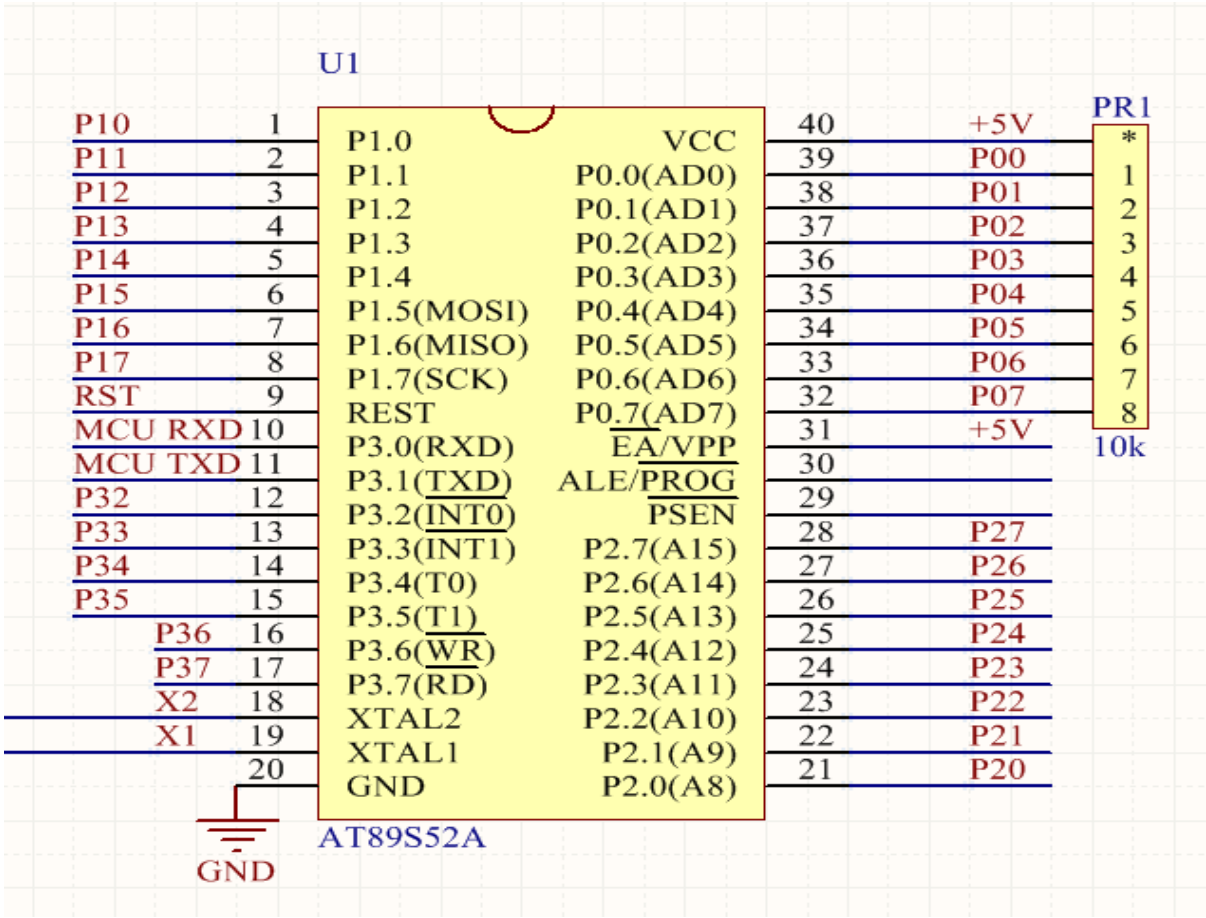 U1
PR1
P10 1 P1.0 VCC 40 +5V *
P11 2 P1.1 P0.0(AD0) 39 P00 1
P12 3 P1.2 P0.1(AD1) 38 P01 2
P13 4 P1.3 P0.2(AD2) 37 P02 3
P14 5 P1.4 P0.3(AD3) 36 P03 4
P15 6 P1.5(MOSI) P0.4(AD4) 35 P04 5
P16 7 P1.6(MISO) P0.5(AD5) 34 P05 6
P17 8 P1.7(SCK) P0.6(AD6) 33 P06 7
RST 9 REST P0.7(AD7) 32 P07 8
MCU RXD 10 P3.0(RXD) EA/VPP 31 +5V 10k
MCU TXD 11 P3.1(TXD) ALE/PROG 30
P32 12 P3.2(INT0) PSEN 29
P33 13 P3.3(INT1) P2.7(A15) 28 P27
P34 14 P3.4(T0) P2.6(A14) 27 P26
P35 15 P3.5(T1) P2.5(A13) 26 P25
P36 16 P3.6(WR) P2.4(A12) 25 P24
P37 17 P3.7(RD) P2.3(A11) 24 P23
X2 18 XTAL2 P2.2(A10) 23 P22
X1 19 XTAL1 P2.1(A9) 22 P21
20 GND P2.0(A8) 21 P20
AT89S52A
GND